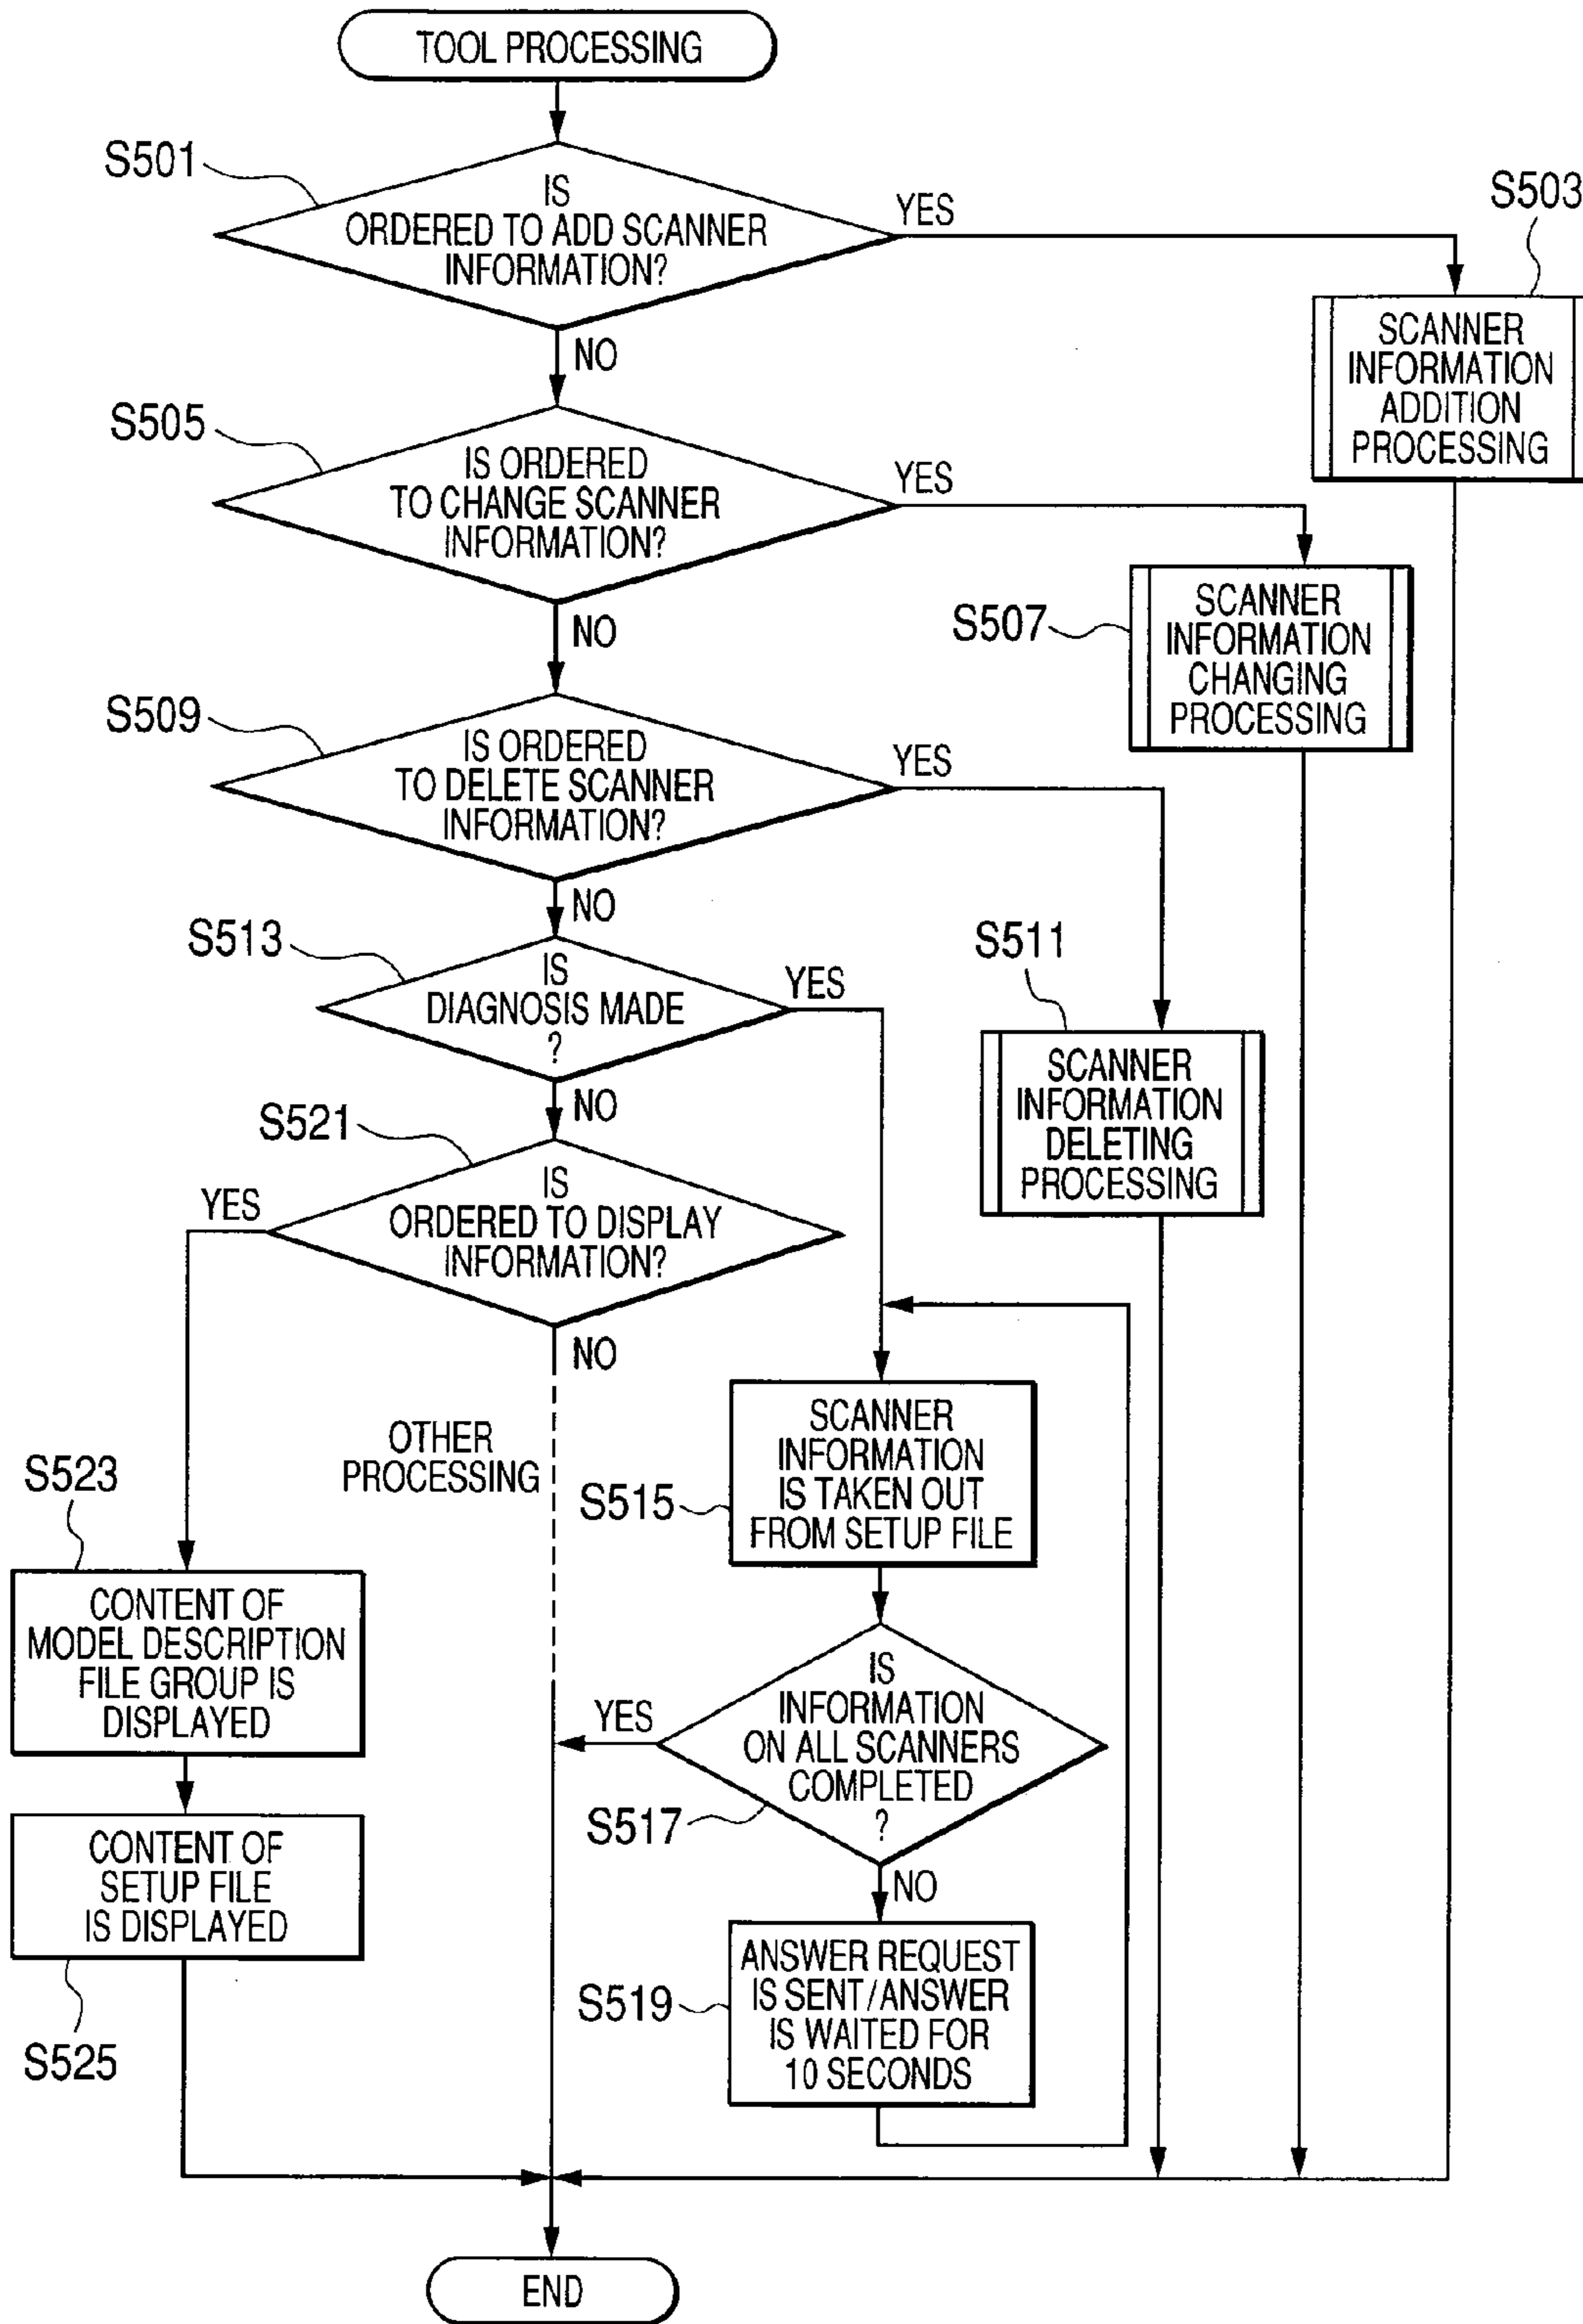 TOOL PROCESSING
S501
IS
ORDERED TO ADD SCANNER
INFORMATION?
YES
S503
SCANNER
INFORMATION
ADDITION
PROCESSING
NO
S505
IS ORDERED
TO CHANGE SCANNER
INFORMATION?
YES
S507
SCANNER
INFORMATION
CHANGING
PROCESSING
NO
S509
IS ORDERED
TO DELETE SCANNER
INFORMATION?
YES
S511
SCANNER
INFORMATION
DELETING
PROCESSING
NO
S513
IS
DIAGNOSIS MADE
?
YES
NO
S521
IS
ORDERED TO DISPLAY
INFORMATION?
YES
NO
OTHER
PROCESSING
S515
SCANNER
INFORMATION
IS TAKEN OUT
FROM SETUP FILE
S523
CONTENT OF
MODEL DESCRIPTION
FILE GROUP IS
DISPLAYED
S517
IS
INFORMATION
ON ALL SCANNERS
COMPLETED
?
YES
NO
CONTENT OF
SETUP FILE
IS DISPLAYED
S525
S519
ANSWER REQUEST
IS SENT/ANSWER
IS WAITED FOR
10 SECONDS
END